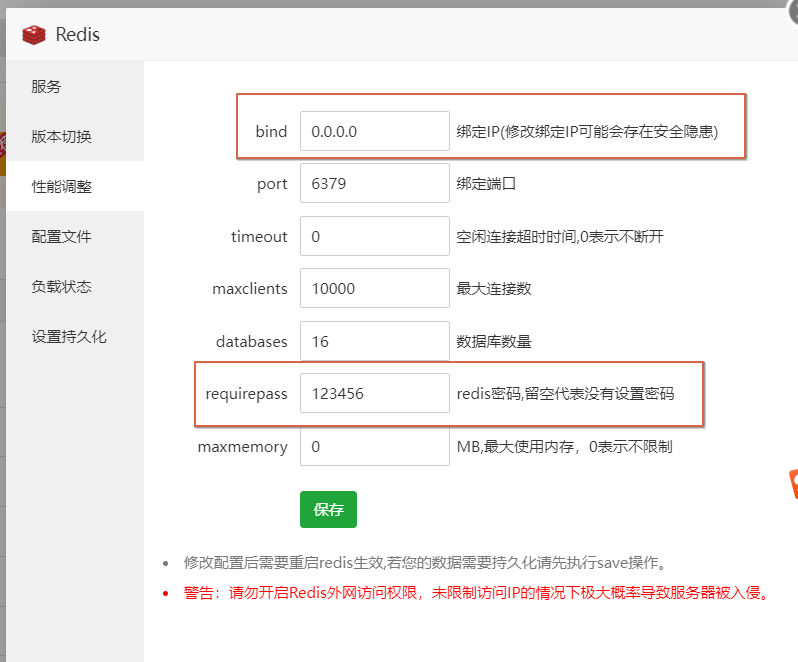 Redis
服务
版本切换
性能调整
配置文件
负载状态
设置持久化
bind 0.0.0.0 绑定IP(修改绑定IP可能会存在安全隐患)
port 6379 绑定端口
timeout 0 空闲连接超时时间,0表示不断开
maxclients 10000 最大连接数
databases 16 数据库数量
requirepass 123456 redis密码,留空代表没有设置密码
maxmemory 0 MB,最大使用内存，0表示不限制
保存
修改配置后需要重启redis生效,若您的数据需要持久化请先执行save操作。
警告：请勿开启Redis外网访问权限，未限制访问IP的情况下极大概率导致服务器被入侵。